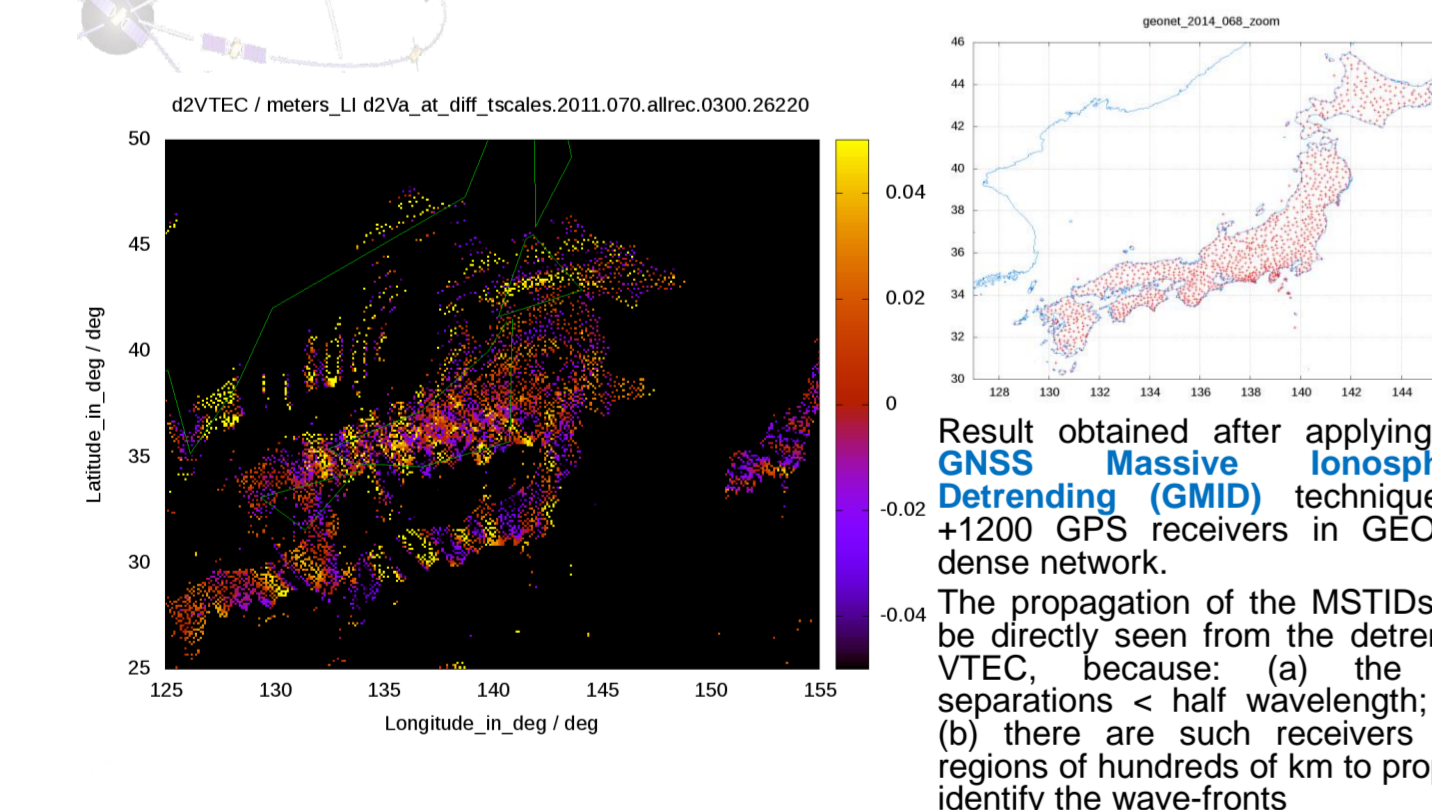 d2VTEC / meters_LI d2Va_at_diff_tscales.2011.070.allrec.0300.26220
50
45
40
35
30
25
Latitude_in_deg / deg
125 130 135 140 145 150 155
Longitude_in_deg / deg
0.04
0.02
0
-0.02
-0.04
geonet_2014_068_zoom
46
44
42
40
38
36
34
32
30
128 130 132 134 136 138 140 142 144
Result obtained after applying
GNSS Massive Ionosph
Detrending (GMID) technique
+1200 GPS receivers in GEO
dense network.
The propagation of the MSTIDs
be directly seen from the detren
VTEC, because: (a) the
separations < half wavelength;
(b) there are such receivers
regions of hundreds of km to prop
identify the wave-fronts